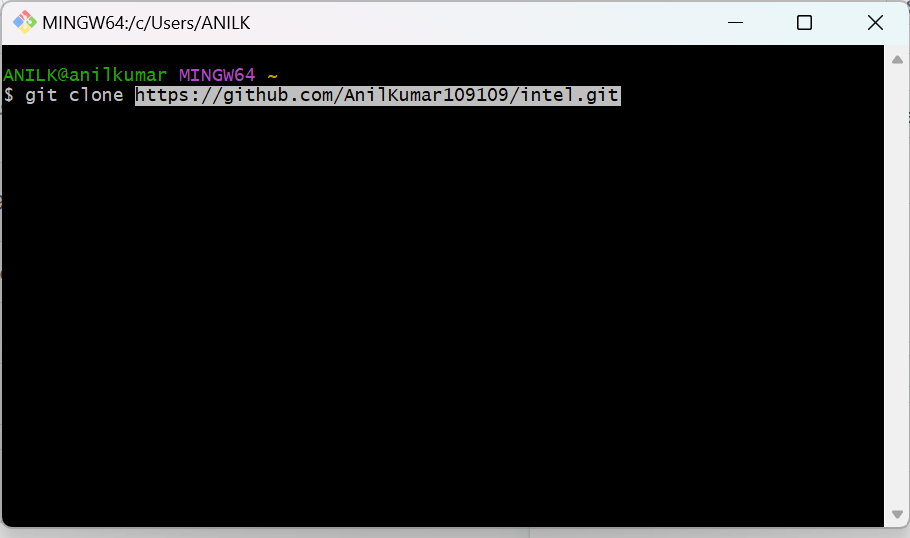 MINGW64:/c/Users/ANILK
ANILK@anilkumar MINGW64 ~
$ git clone https://github.com/AnilKumar109109/intel.git